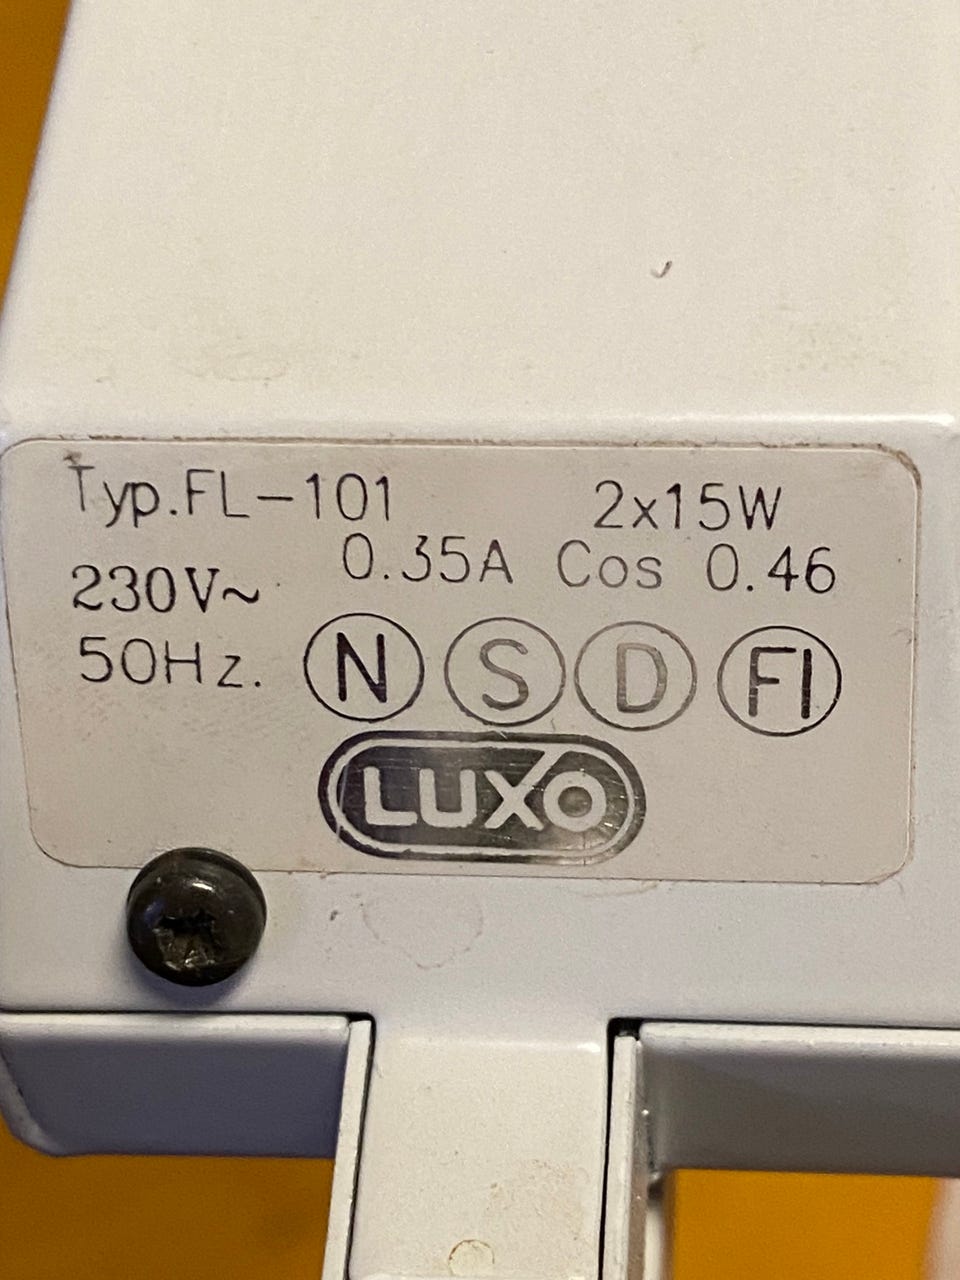 Typ.FL-101 2x15W
230V~ 0.35A Cos 0.46
50Hz. N S D FI
LUXO